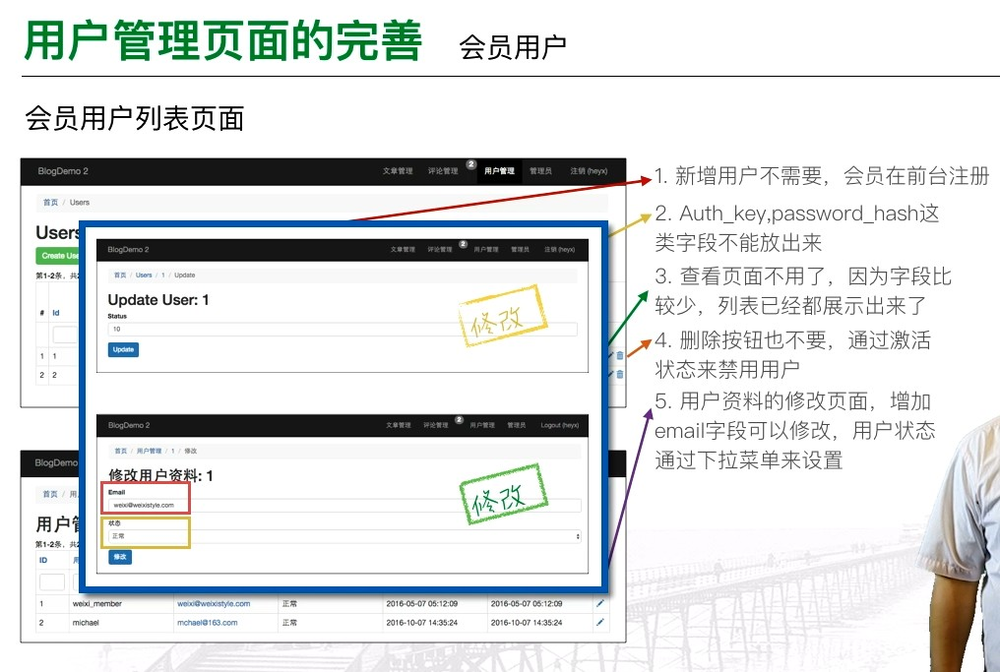 用户管理页面的完善 会员用户
会员用户列表页面
BlogDemo 2 文章管理 评论管理 2 用户管理 管理员 注销 (heyx)
首页 / Users
Users
Create Use
第1-2条，共2
# Id
1 1
2 2
BlogDemo 2 文章管理 评论管理 2 用户管理 管理员 注销 (heyx)
首页 / Users / 1 / Update
Update User: 1
Status
10
Update
修改
BlogDemo 2 文章管理 评论管理 2 用户管理 管理员 Logout (heyx)
首页 / 用户管理 / 1 / 修改
修改用户资料: 1
Email
weixi@weixistyle.com
状态
正常
修改
修改
BlogDemo
首页 / 用
用户管
第1-2条，共2
ID 用
1 weixi_member weixi@weixistyle.com 正常 2016-05-07 05:12:09 2016-05-07 05:12:09
2 michael mchael@163.com 正常 2016-10-07 14:35:24 2016-10-07 14:35:24
1. 新增用户不需要，会员在前台注册
2. Auth_key,password_hash这
类字段不能放出来
3. 查看页面不用了，因为字段比
较少，列表已经都展示出来了
4. 删除按钮也不要，通过激活
状态来禁用用户
5. 用户资料的修改页面，增加
email字段可以修改，用户状态
通过下拉菜单来设置